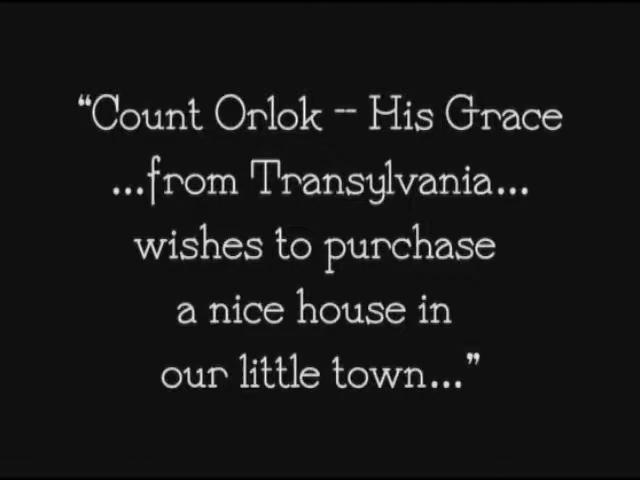 “Count Orlok -- His Grace
...from Transylvania...
wishes to purchase
a nice house in
our little town...”